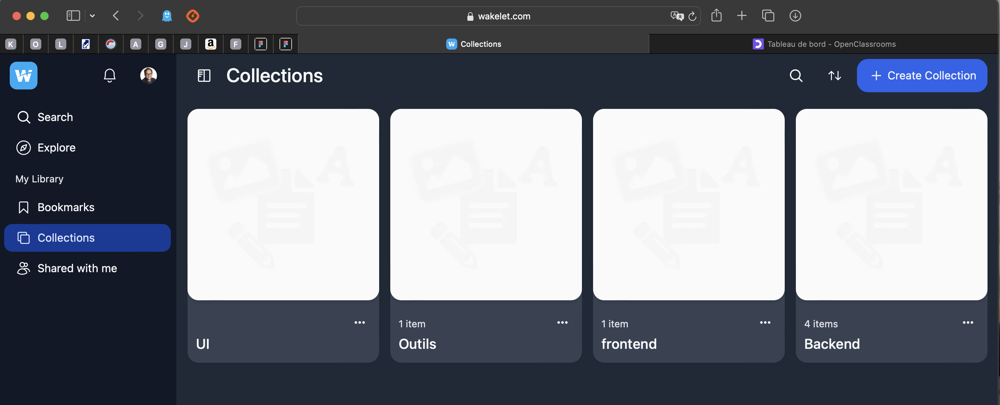 wakelet.com
K O L A G J a F
Collections
Tableau de bord - OpenClassrooms
W
Collections
Create Collection
Search
Explore
My Library
Bookmarks
Collections
Shared with me
UI
1 item
Outils
1 item
frontend
4 items
Backend